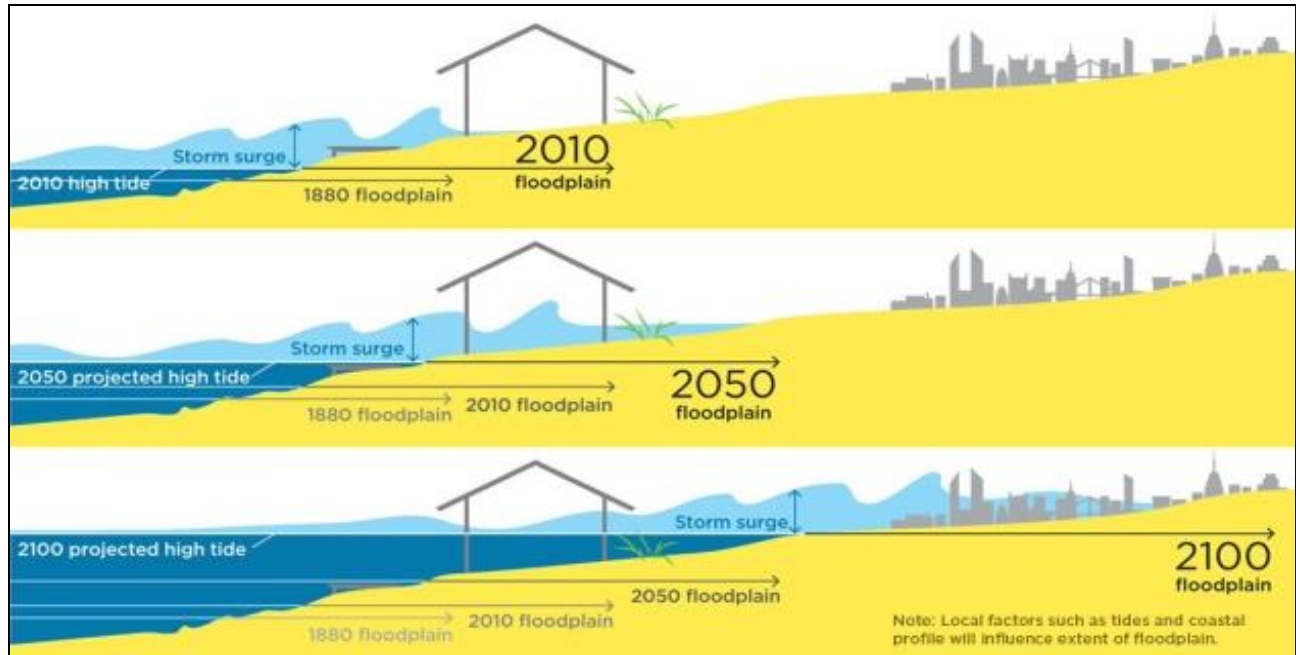 Storm surge
2010 high tide
2010
floodplain
1880 floodplain
Storm surge
2050 projected high tide
2050
floodplain
2010 floodplain
1880 floodplain
Storm surge
2100 projected high tide
2100
floodplain
2050 floodplain
2010 floodplain
1880 floodplain
Note: Local factors such as tides and coastal
profile will influence extent of floodplain.